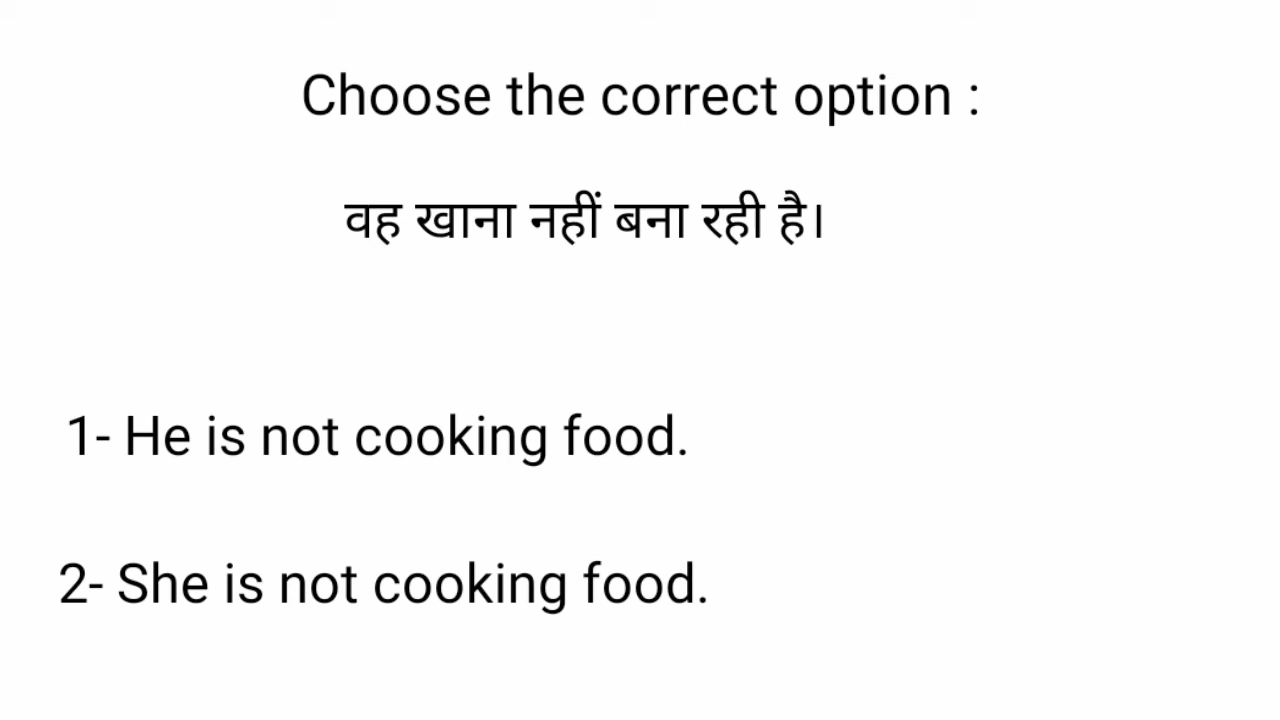 Choose the correct option :
वह खाना नहीं बना रही है।
1- He is not cooking food.
2- She is not cooking food.